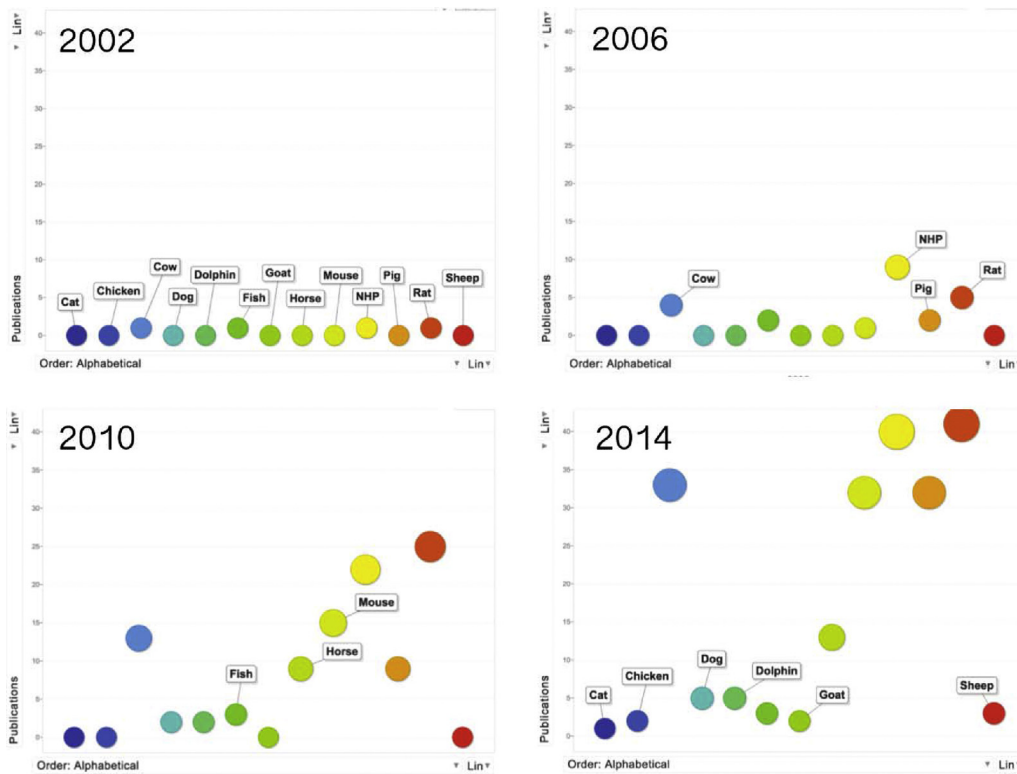 Lin
2002
40
35
30
25
20
15
10
5
0
Publications
Cat
Chicken
Cow
Dog
Dolphin
Fish
Goat
Horse
Mouse
NHP
Pig
Rat
Sheep
Order: Alphabetical
Lin
Lin
2006
40
35
30
25
20
15
10
5
0
Publications
Cow
NHP
Pig
Rat
Order: Alphabetical
Lin
Lin
2010
40
35
30
25
20
15
10
5
0
Publications
Fish
Horse
Mouse
Order: Alphabetical
Lin
Lin
2014
40
35
30
25
20
15
10
5
0
Publications
Cat
Chicken
Dog
Dolphin
Goat
Sheep
Order: Alphabetical
Lin